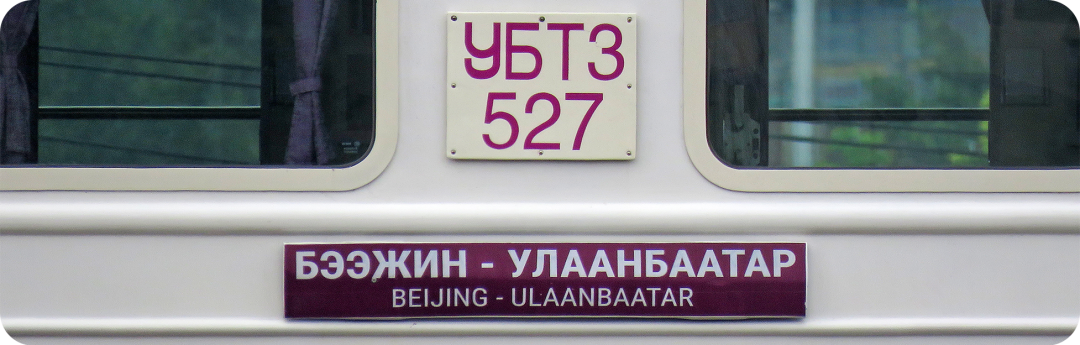 УБТЗ
527
БЭЭЖИН - УЛААНБААТАР
BEIJING - ULAANBAATAR